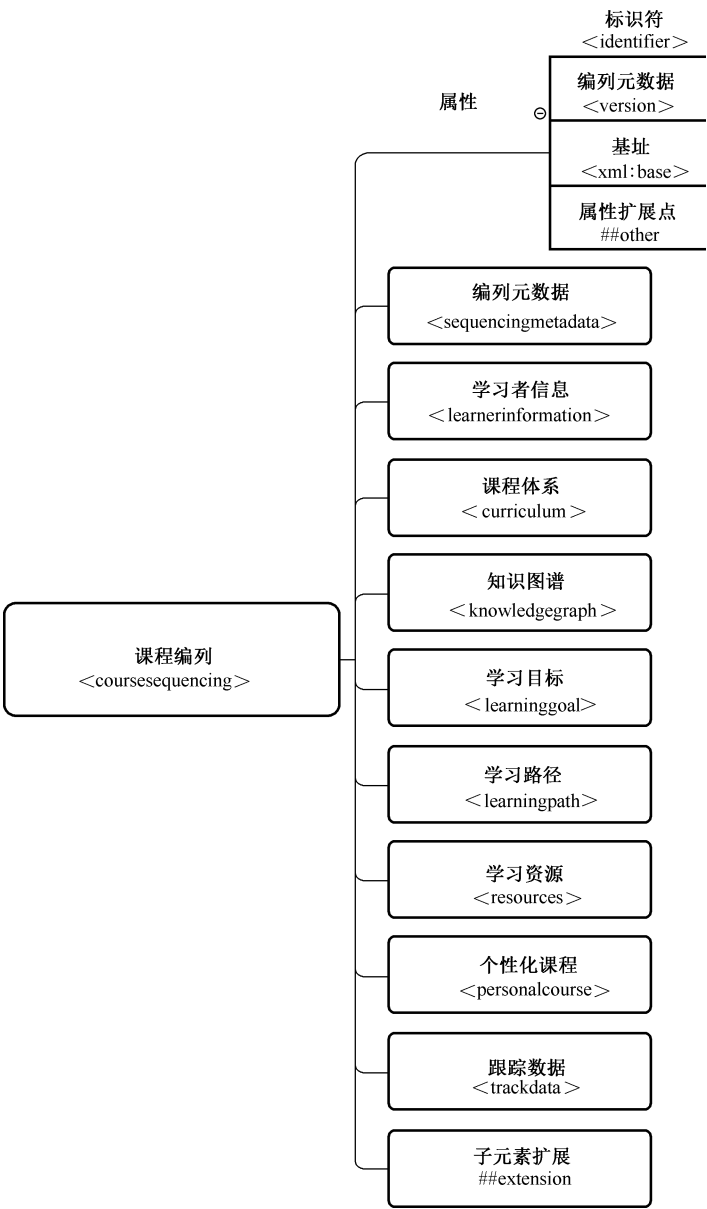 标识符
<identifier>
属性
编列元数据
<version>
基址
<xml:base>
属性扩展点
##other
编列元数据
<sequencingmetadata>
学习者信息
<learnerinformation>
课程体系
< curriculum >
知识图谱
< knowledgegraph >
课程编列
<coursesequencing>
学习目标
< learninggoal>
学习路径
<learningpath>
学习资源
<resources>
个性化课程
<personalcourse>
跟踪数据
<trackdata >
子元素扩展
##extension